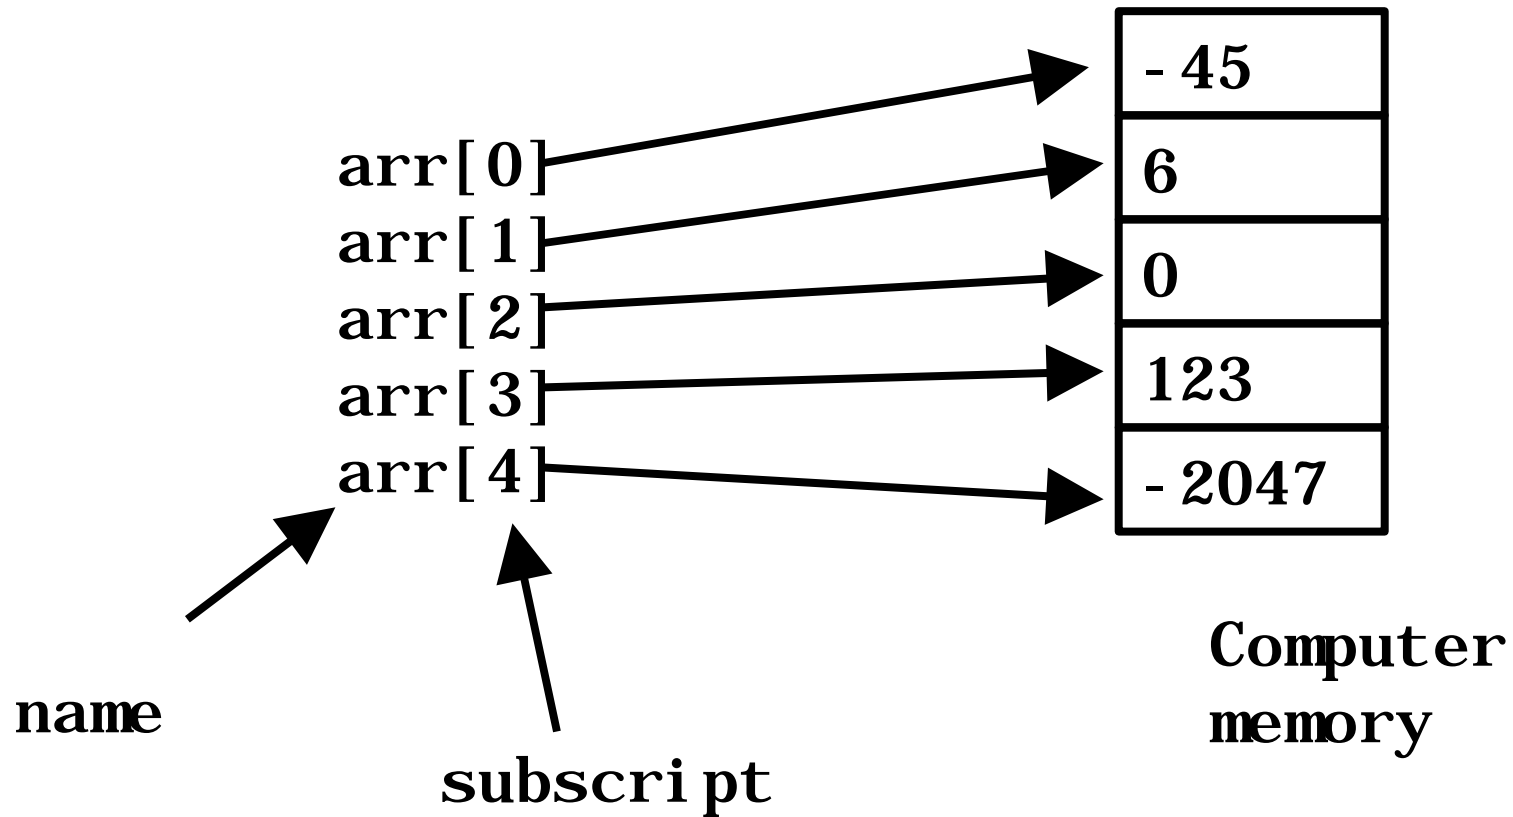 arr[0]
arr[1]
arr[2]
arr[3]
arr[4]
-45
6
0
123
-2047
name
subscript
Computer
memory